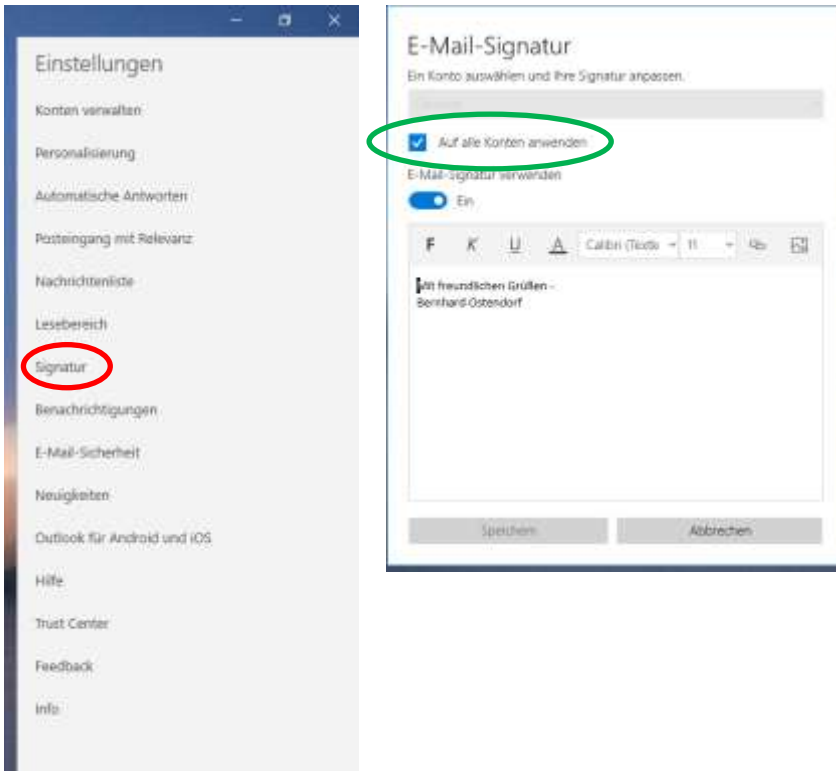 Einstellungen
Konten verwalten
Personalisierung
Automatische Antworten
Posteingang mit Relevanz
Nachrichtenliste
Lesebereich
Signatur
Benachrichtigungen
E-Mail-Sicherheit
Neuigkeiten
Outlook für Android und iOS
Hilfe
Trust Center
Feedback
Info
E-Mail-Signatur
Ein Konto auswählen und Ihre Signatur anpassen.
Auf alle Konten anwenden
E-Mail-Signatur verwenden
Ein
F K U A Calibri (Textk 11
Mit freundlichen Grüßen -
Bernhard Ostendorf
Speichern Abbrechen